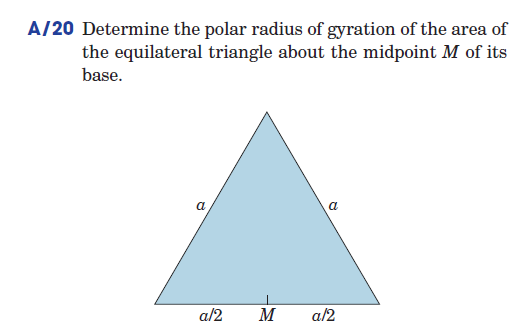 A/20 Determine the polar radius of gyration of the area of
the equilateral triangle about the midpoint M of its
base.
a a
a/2 M a/2